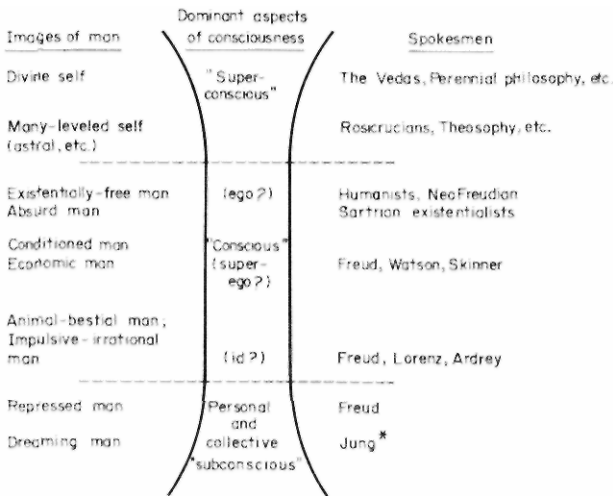 Dominant aspects
Images of man of consciousness Spokesmen
Divine self "Super- The Vedas, Perennial philosophy, etc.
conscious"
Many-leveled self Rosicrucians, Theosophy, etc.
(astral, etc.)
Existentially-free man (ego?) Humanists, NeoFreudian
Absurd man Sartrian existentialists
Conditioned man "Conscious"
Economic man (super- Freud, Watson, Skinner
ego?)
Animal-bestial man;
Impulsive-irrational
man (id?) Freud, Lorenz, Ardrey
Repressed man Personal Freud
and
Dreaming man collective Jung*
"subconscious"